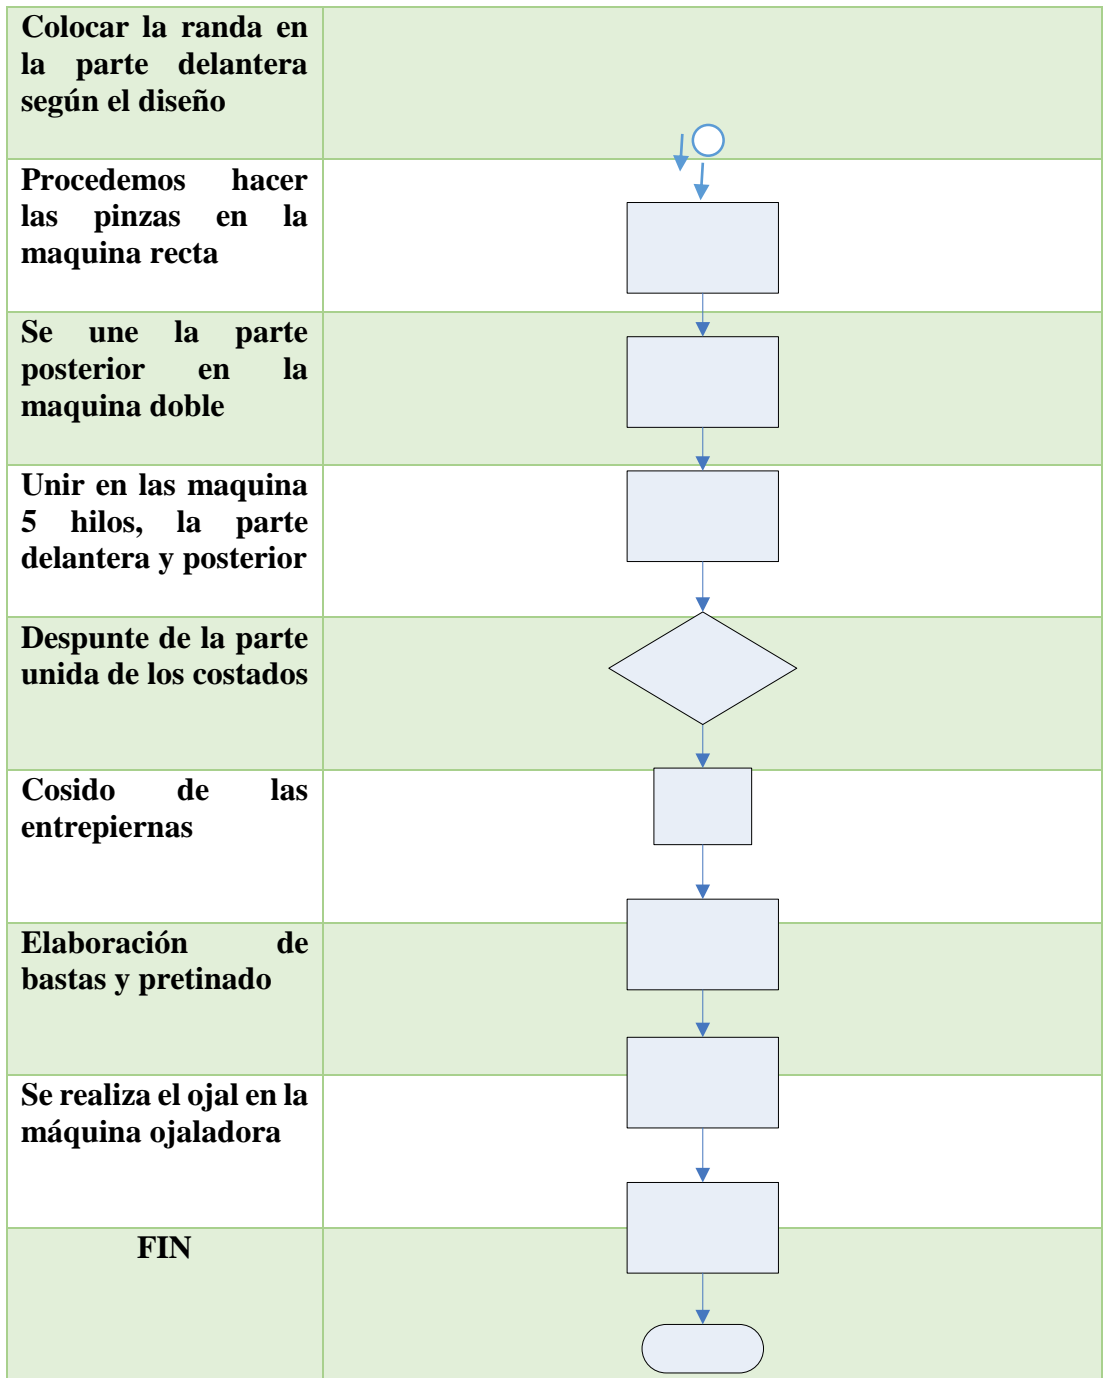 Colocar la randa en
la parte delantera
según el diseño
Procedemos hacer
las pinzas en la
maquina recta
Se une la parte
posterior en la
maquina doble
Unir en las maquina
5 hilos, la parte
delantera y posterior
Despunte de la parte
unida de los costados
Cosido de las
entrepiernas
Elaboración de
bastas y pretinado
Se realiza el ojal en la
máquina ojaladora
FIN